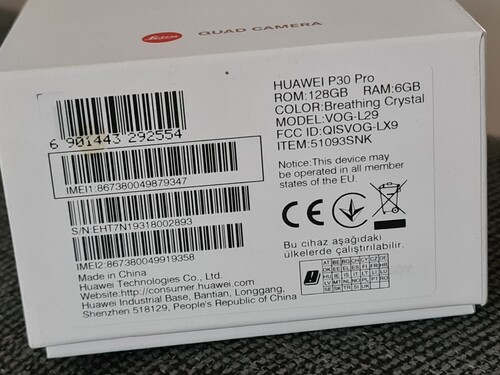 Leica
QUAD CAMERA
HUAWEI P30 Pro
ROM:128GB RAM:6GB
COLOR:Breathing Crystal
MODEL:VOG-L29
FCC ID:QISVOG-LX9
ITEM:51093SNK
Notice:This device may
be operated in all member
states of the EU.
6 901443 292554
IMEI1:867380049879347
S/N:EHT7N19318002893
IMEI2:867380049919358
Made in China
Huawei Technologies Co., Ltd.
Website:http://consumer.huawei.com
Huawei Industrial Base, Bantian, Longgang,
Shenzhen 518129, People's Republic of China
CE
Bu cihaz aşağıdaki
ülkelerde çalıştırılabilir.